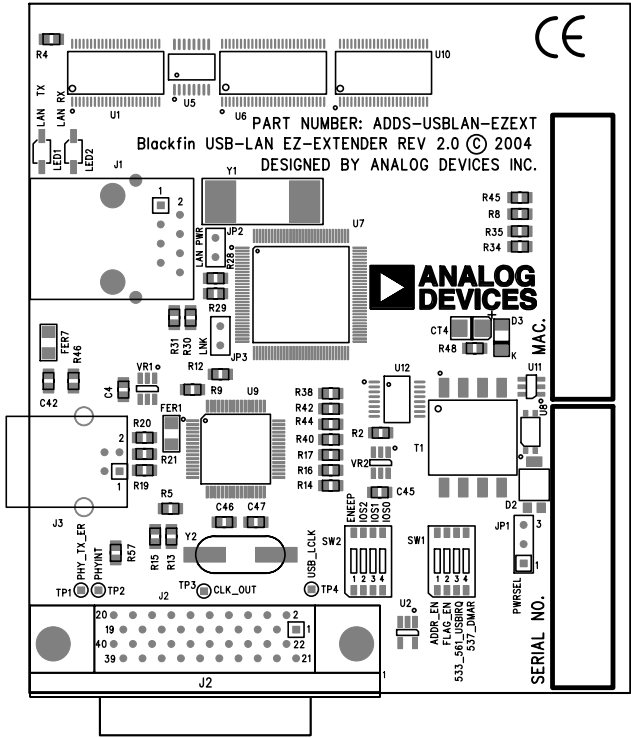 R4
U1
U5
U6
U10
LAN TX
LAN RX
LED1
LED2
PART NUMBER: ADDS-USBLAN-EZEXT
Blackfin USB-LAN EZ-EXTENDER REV 2.0 © 2004
DESIGNED BY ANALOG DEVICES INC.
J1
1
2
Y1
JP2
LAN PWR
R28
R29
U7
R45
R8
R35
R34
ANALOG
DEVICES
CT4
+
D3
R48
K
MAC.
FER7
R46
R31
R30
LNK
JP3
R12
VR1
C42
C4
R9
U9
FER1
R20
R21
R19
2
1
J3
R38
R42
R44
R40
R17
R16
R14
U12
U11
U8
R2
T1
VR2
C45
D2
R5
C46
C47
ENEEP
IOS2
IOS1
IOS0
SW2
1 2 3 4
SW1
1 2 3 4
JP1
3
1
PWRSEL
PHY_TX_ER
PHYINT
R57
R15
R13
Y2
USB_LCLK
TP1
TP2
TP3
CLK_OUT
TP4
J2
U2
ADDR_EN
FLAG_EN
533_561_USBIRQ
537_DMAR
SERIAL NO.
20
2
19
1
40
22
39
21
J2
1
CE